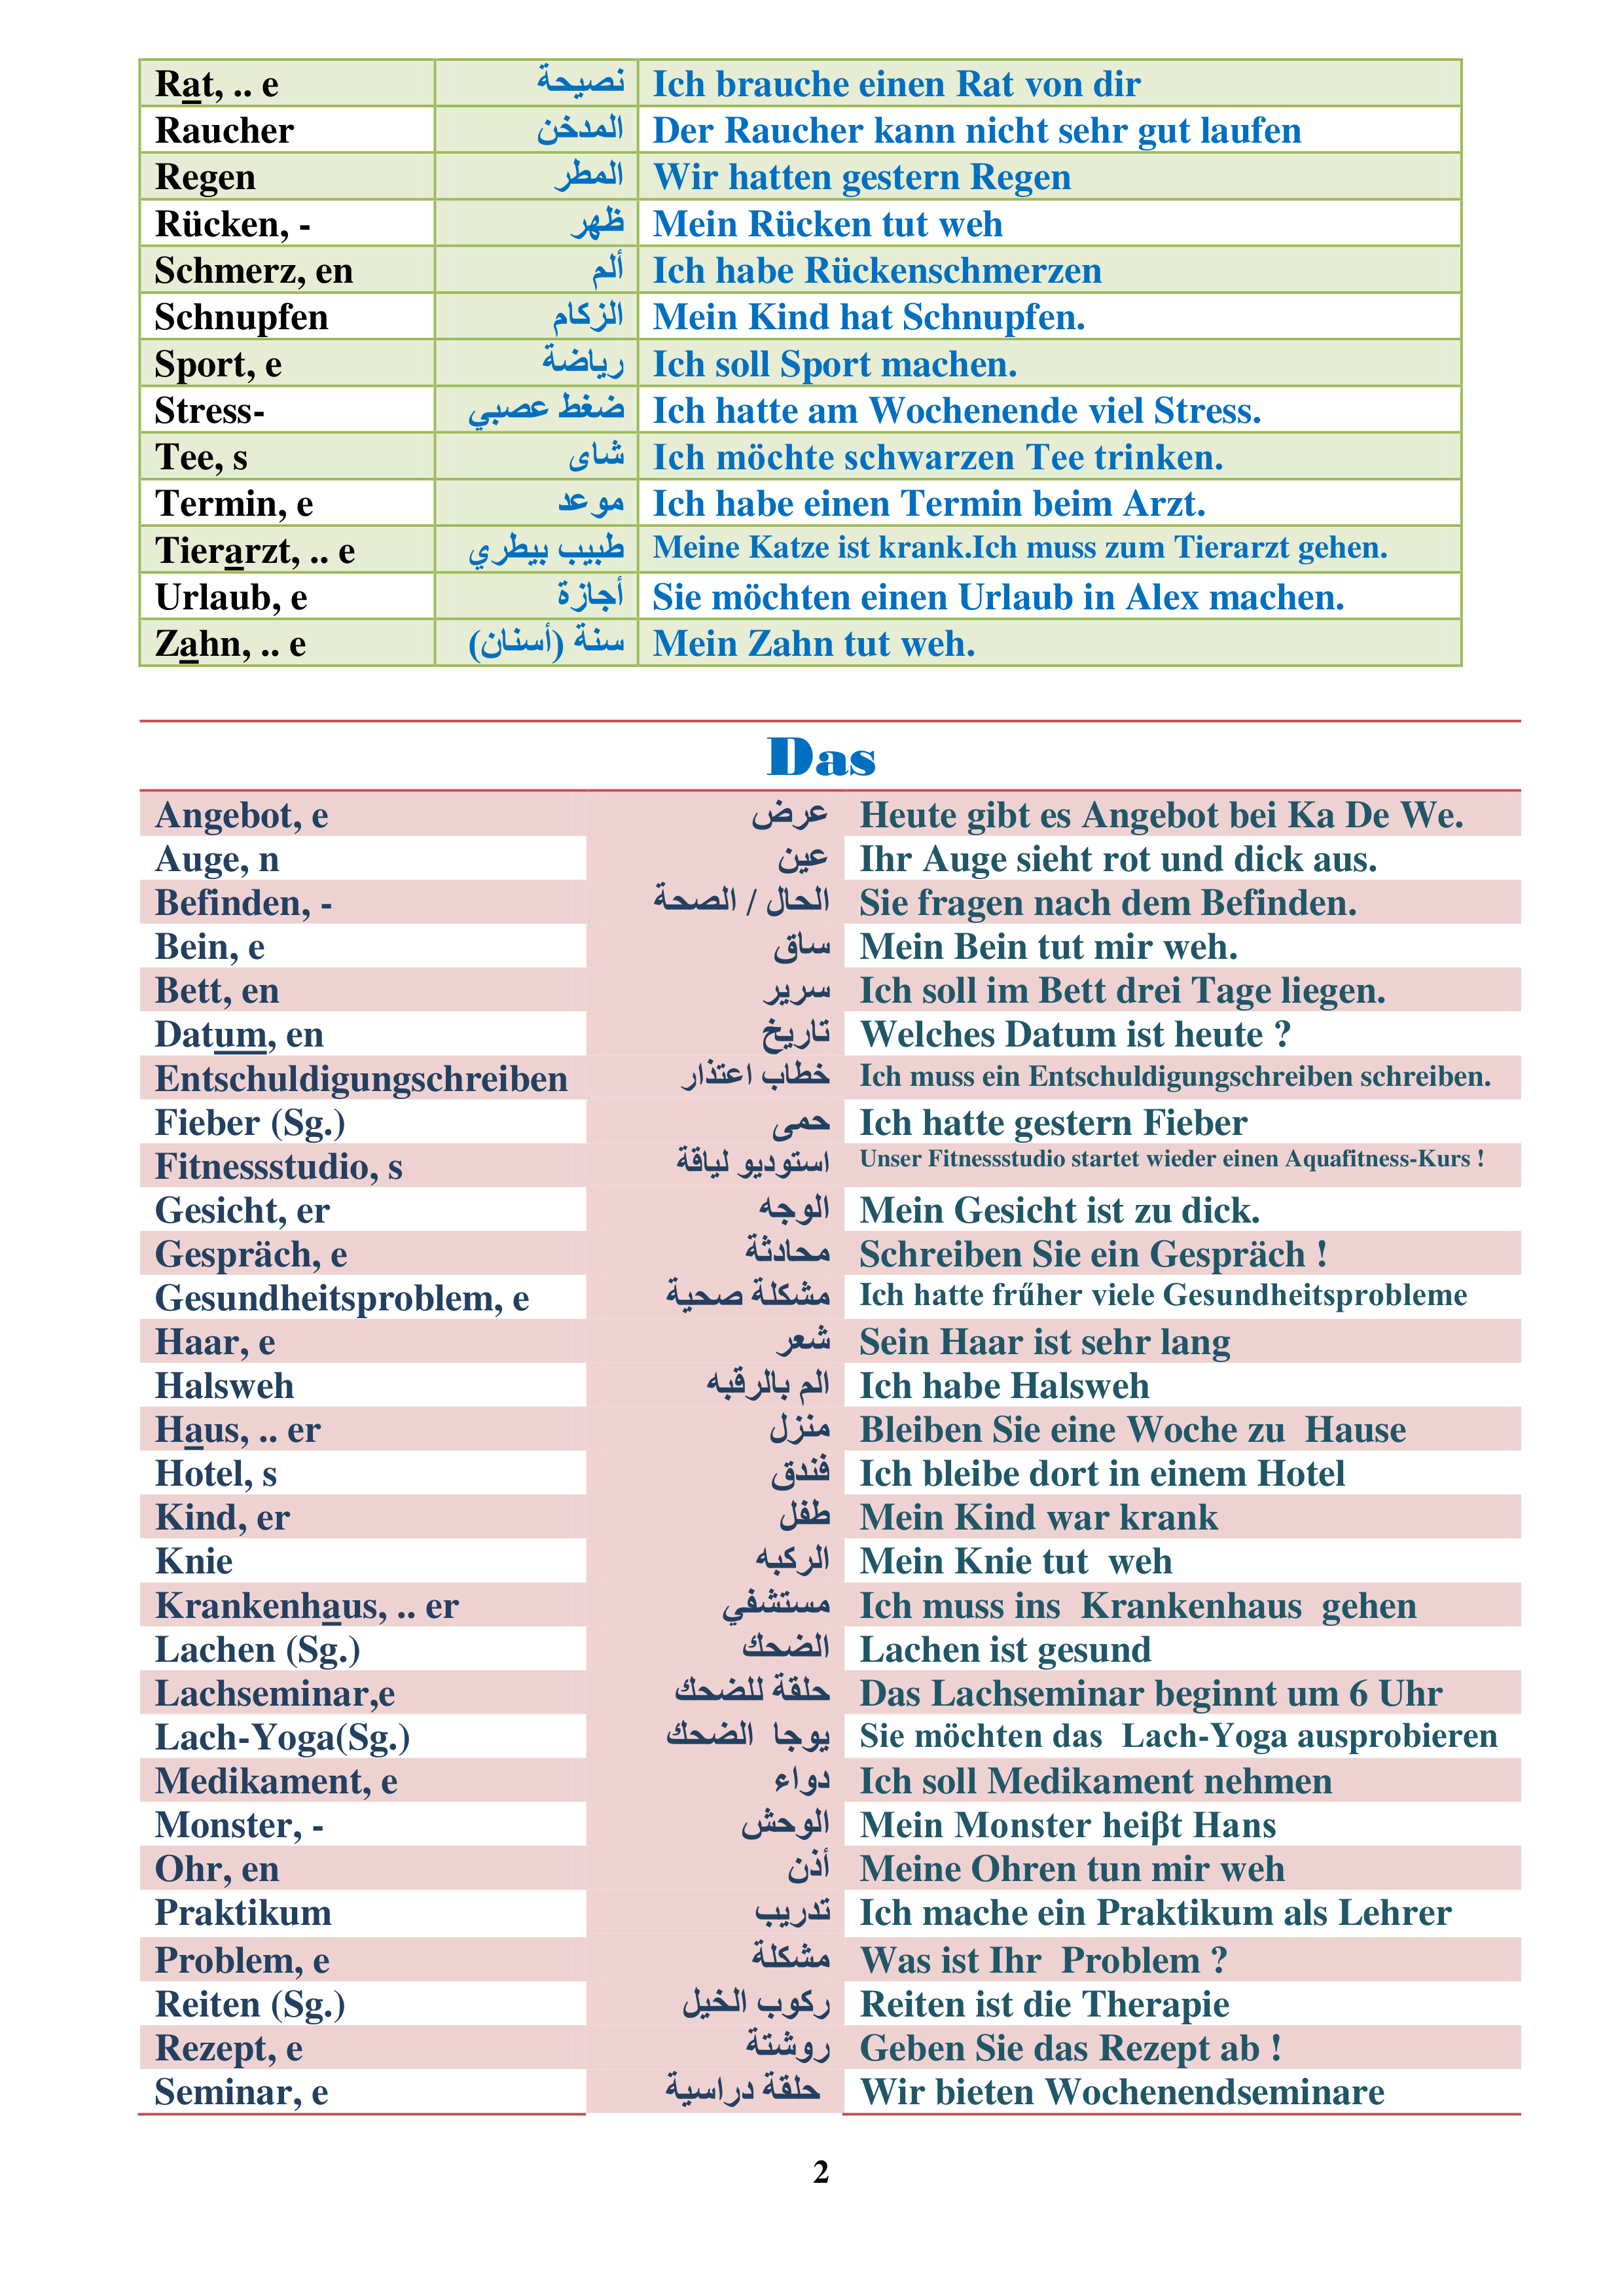 Rat, .. e نصيحة Ich brauche einen Rat von dir
Raucher المدخن Der Raucher kann nicht sehr gut laufen
Regen المطر Wir hatten gestern Regen
Rücken, - ظهر Mein Rücken tut weh
Schmerz, en ألم Ich habe Rückenschmerzen
Schnupfen الزكام Mein Kind hat Schnupfen.
Sport, e رياضة Ich soll Sport machen.
Stress- ضغط عصبي Ich hatte am Wochenende viel Stress.
Tee, s شاى Ich möchte schwarzen Tee trinken.
Termin, e موعد Ich habe einen Termin beim Arzt.
Tierarzt, .. e طبيب بيطري Meine Katze ist krank.Ich muss zum Tierarzt gehen.
Urlaub, e أجازة Sie möchten einen Urlaub in Alex machen.
Zahn, .. e سنة (أسنان) Mein Zahn tut weh.
Das
Angebot, e عرض Heute gibt es Angebot bei Ka De We.
Auge, n عين Ihr Auge sieht rot und dick aus.
Befinden, - الحال / الصحة Sie fragen nach dem Befinden.
Bein, e ساق Mein Bein tut mir weh.
Bett, en سرير Ich soll im Bett drei Tage liegen.
Datum, en تاريخ Welches Datum ist heute ?
Entschuldigungschreiben خطاب اعتذار Ich muss ein Entschuldigungschreiben schreiben.
Fieber (Sg.) حمى Ich hatte gestern Fieber
Fitnessstudio, s استوديو لياقة Unser Fitnessstudio startet wieder einen Aquafitness-Kurs !
Gesicht, er الوجه Mein Gesicht ist zu dick.
Gespräch, e محادثة Schreiben Sie ein Gespräch !
Gesundheitsproblem, e مشكلة صحية Ich hatte frűher viele Gesundheitsprobleme
Haar, e شعر Sein Haar ist sehr lang
Halsweh الم بالرقبه Ich habe Halsweh
Haus, .. er منزل Bleiben Sie eine Woche zu Hause
Hotel, s فندق Ich bleibe dort in einem Hotel
Kind, er طفل Mein Kind war krank
Knie الركبه Mein Knie tut weh
Krankenhaus, .. er مستشفي Ich muss ins Krankenhaus gehen
Lachen (Sg.) الضحك Lachen ist gesund
Lachseminar,e حلقة للضحك Das Lachseminar beginnt um 6 Uhr
Lach-Yoga(Sg.) يوجا الضحك Sie möchten das Lach-Yoga ausprobieren
Medikament, e دواء Ich soll Medikament nehmen
Monster, - الوحش Mein Monster heiβt Hans
Ohr, en أذن Meine Ohren tun mir weh
Praktikum تدريب Ich mache ein Praktikum als Lehrer
Problem, e مشكلة Was ist Ihr Problem ?
Reiten (Sg.) ركوب الخيل Reiten ist die Therapie
Rezept, e روشتة Geben Sie das Rezept ab !
Seminar, e حلقة دراسية Wir bieten Wochenendseminare
2